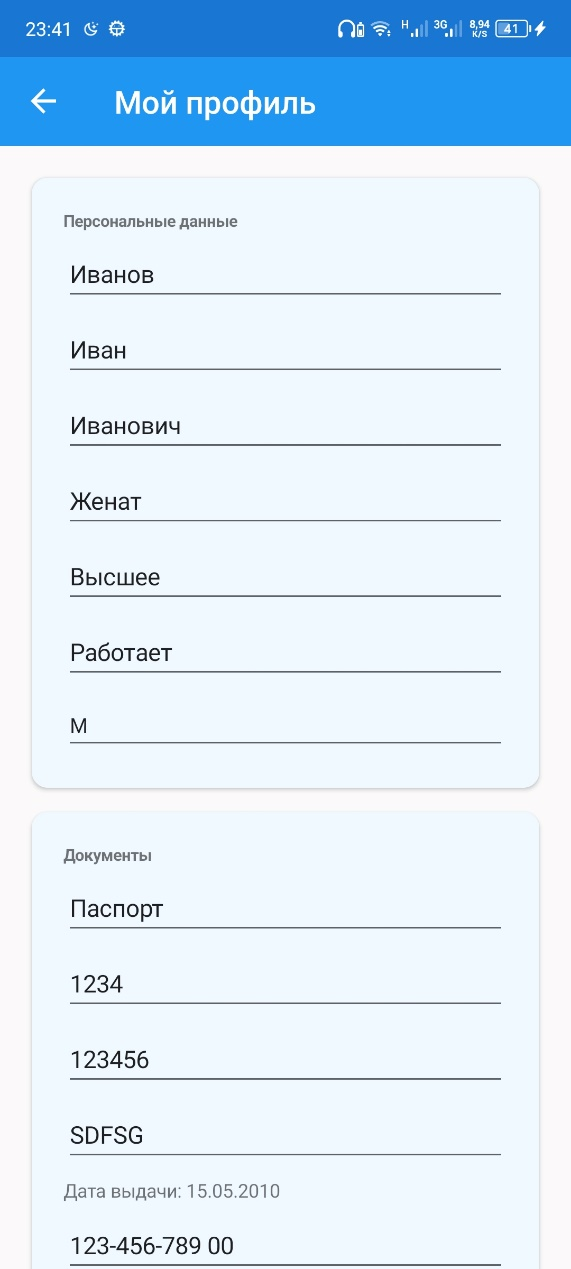 23:41 H 3G 8,94 K/S 41
Мой профиль
Персональные данные
Иванов
Иван
Иванович
Женат
Высшее
Работает
М
Документы
Паспорт
1234
123456
SDFSG
Дата выдачи: 15.05.2010
123-456-789 00